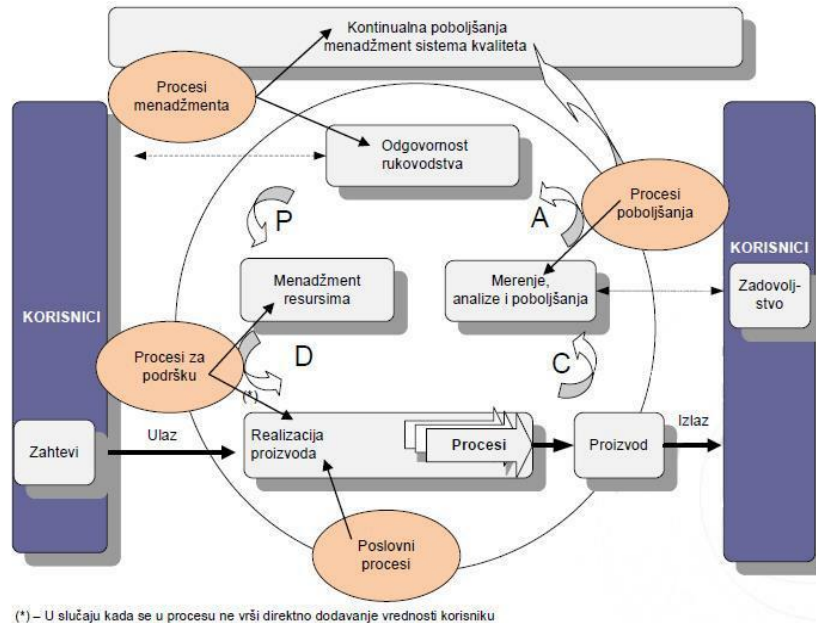 Kontinualna poboljšanja
menadžment sistema kvaliteta
Procesi
menadžmenta
Odgovornost
rukovodstva
Procesi
poboljšanja
P
A
KORISNICI
KORISNICI
Menadžment
resursima
Merenje,
analize i poboljšanja
Zadovolj-
stvo
Procesi za
podršku
D
C
(*)
Zahtevi
Ulaz
Realizacija
proizvoda
Procesi
Proizvod
Izlaz
Poslovni
procesi
(*) – U slučaju kada se u procesu ne vrši direktno dodavanje vrednosti korisniku